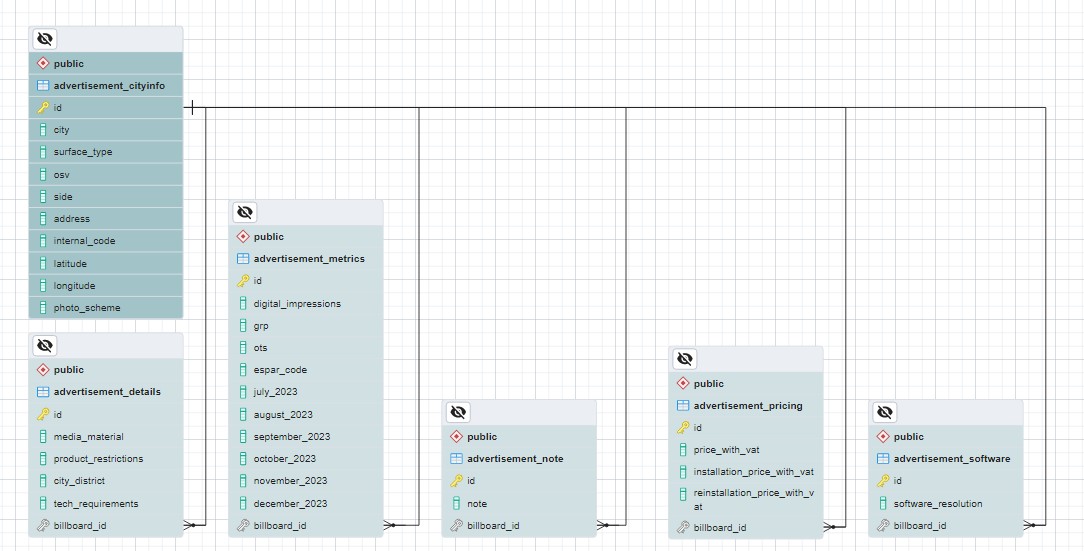 public
advertisement_cityinfo
id
city
surface_type
osv
side
address
internal_code
latitude
longitude
photo_scheme
public
advertisement_details
id
media_material
product_restrictions
city_district
tech_requirements
billboard_id
public
advertisement_metrics
id
digital_impressions
grp
ots
espar_code
july_2023
august_2023
september_2023
october_2023
november_2023
december_2023
billboard_id
public
advertisement_note
id
note
billboard_id
public
advertisement_pricing
id
price_with_vat
installation_price_with_vat
reinstallation_price_with_v
at
billboard_id
public
advertisement_software
id
software_resolution
billboard_id